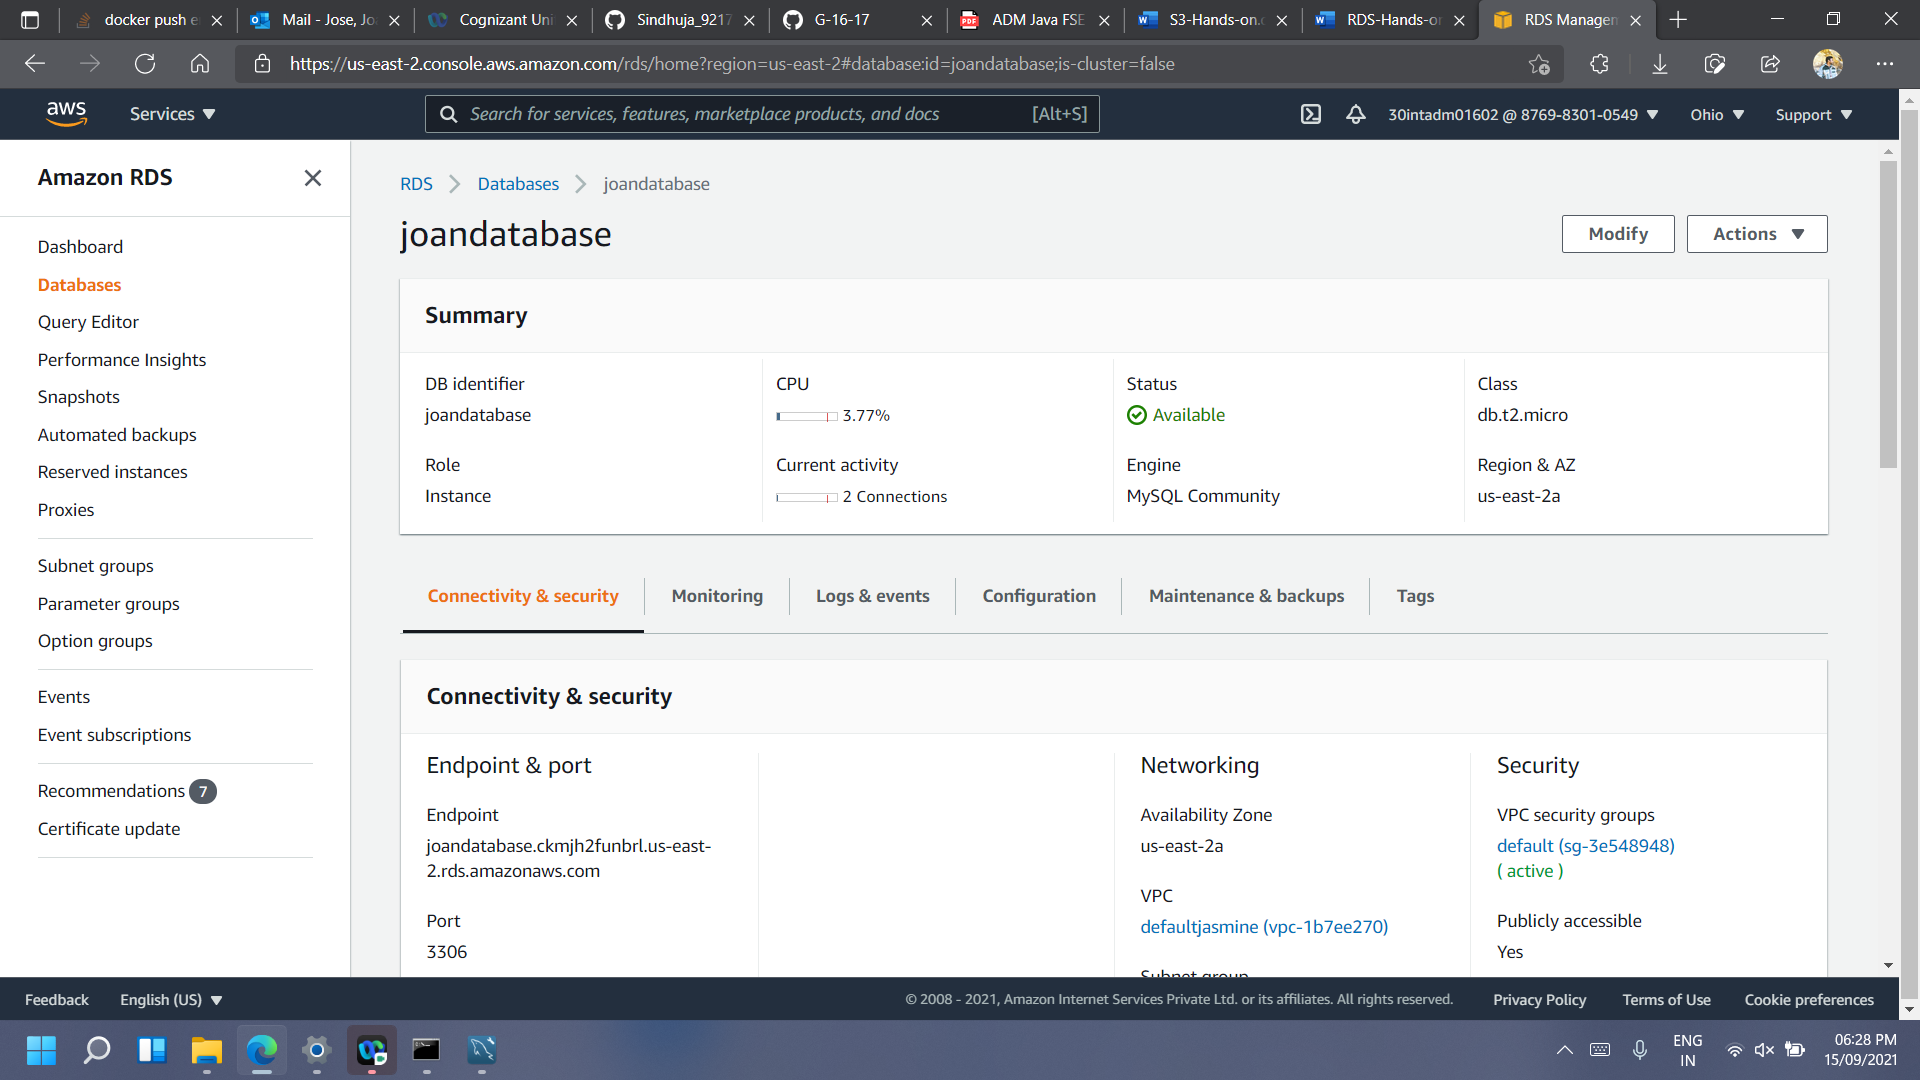 docker push e
Mail - Jose, Jo
Cognizant Uni
Sindhuja_9217
G-16-17
ADM Java FSE
S3-Hands-on.
RDS-Hands-o
RDS Managem
https://us-east-2.console.aws.amazon.com/rds/home?region=us-east-2#database:id=joandatabase;is-cluster=false
aws
Services
Search for services, features, marketplace products, and docs
[Alt+S]
30intadm01602 @ 8769-8301-0549
Ohio
Support
Amazon RDS
Dashboard
Databases
Query Editor
Performance Insights
Snapshots
Automated backups
Reserved instances
Proxies
Subnet groups
Parameter groups
Option groups
Events
Event subscriptions
Recommendations 7
Certificate update
RDS
Databases
joandatabase
joandatabase
Modify
Actions
Summary
DB identifier
joandatabase
CPU
3.77%
Status
Available
Class
db.t2.micro
Role
Instance
Current activity
2 Connections
Engine
MySQL Community
Region & AZ
us-east-2a
Connectivity & security
Monitoring
Logs & events
Configuration
Maintenance & backups
Tags
Connectivity & security
Endpoint & port
Endpoint
joandatabase.ckmjh2funbrl.us-east-
2.rds.amazonaws.com
Port
3306
Networking
Availability Zone
us-east-2a
VPC
defaultjasmine (vpc-1b7ee270)
Subnet group
Security
VPC security groups
default (sg-3e548948)
( active )
Publicly accessible
Yes
Feedback
English (US)
© 2008 - 2021, Amazon Internet Services Private Ltd. or its affiliates. All rights reserved.
Privacy Policy
Terms of Use
Cookie preferences
ENG
IN
06:28 PM
15/09/2021